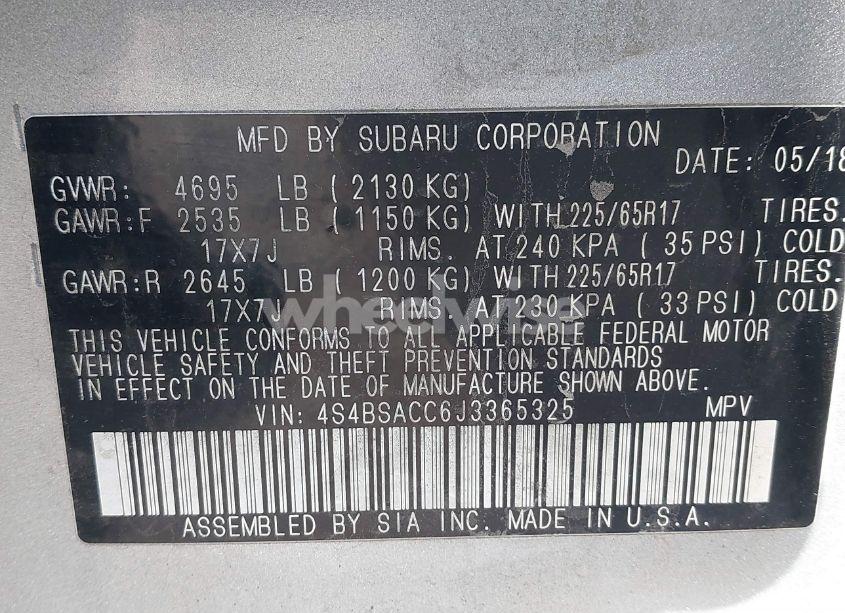 MFD BY SUBARU CORPORATION
DATE: 05/18
GVWR: 4695 LB ( 2130 KG)
GAWR:F 2535 LB ( 1150 KG) WITH 225/65R17 TIRES.
17X7J RIMS. AT 240 KPA ( 35 PSI) COLD
GAWR:R 2645 LB ( 1200 KG) WITH 225/65R17 TIRES.
17X7J RIMS. AT 230 KPA ( 33 PSI) COLD
wheelwise
THIS VEHICLE CONFORMS TO ALL APPLICABLE FEDERAL MOTOR
VEHICLE SAFETY AND THEFT PREVENTION STANDARDS
IN EFFECT ON THE DATE OF MANUFACTURE SHOWN ABOVE.
VIN: 4S4BSACC6J3365325 MPV
ASSEMBLED BY SIA INC. MADE IN U.S.A.